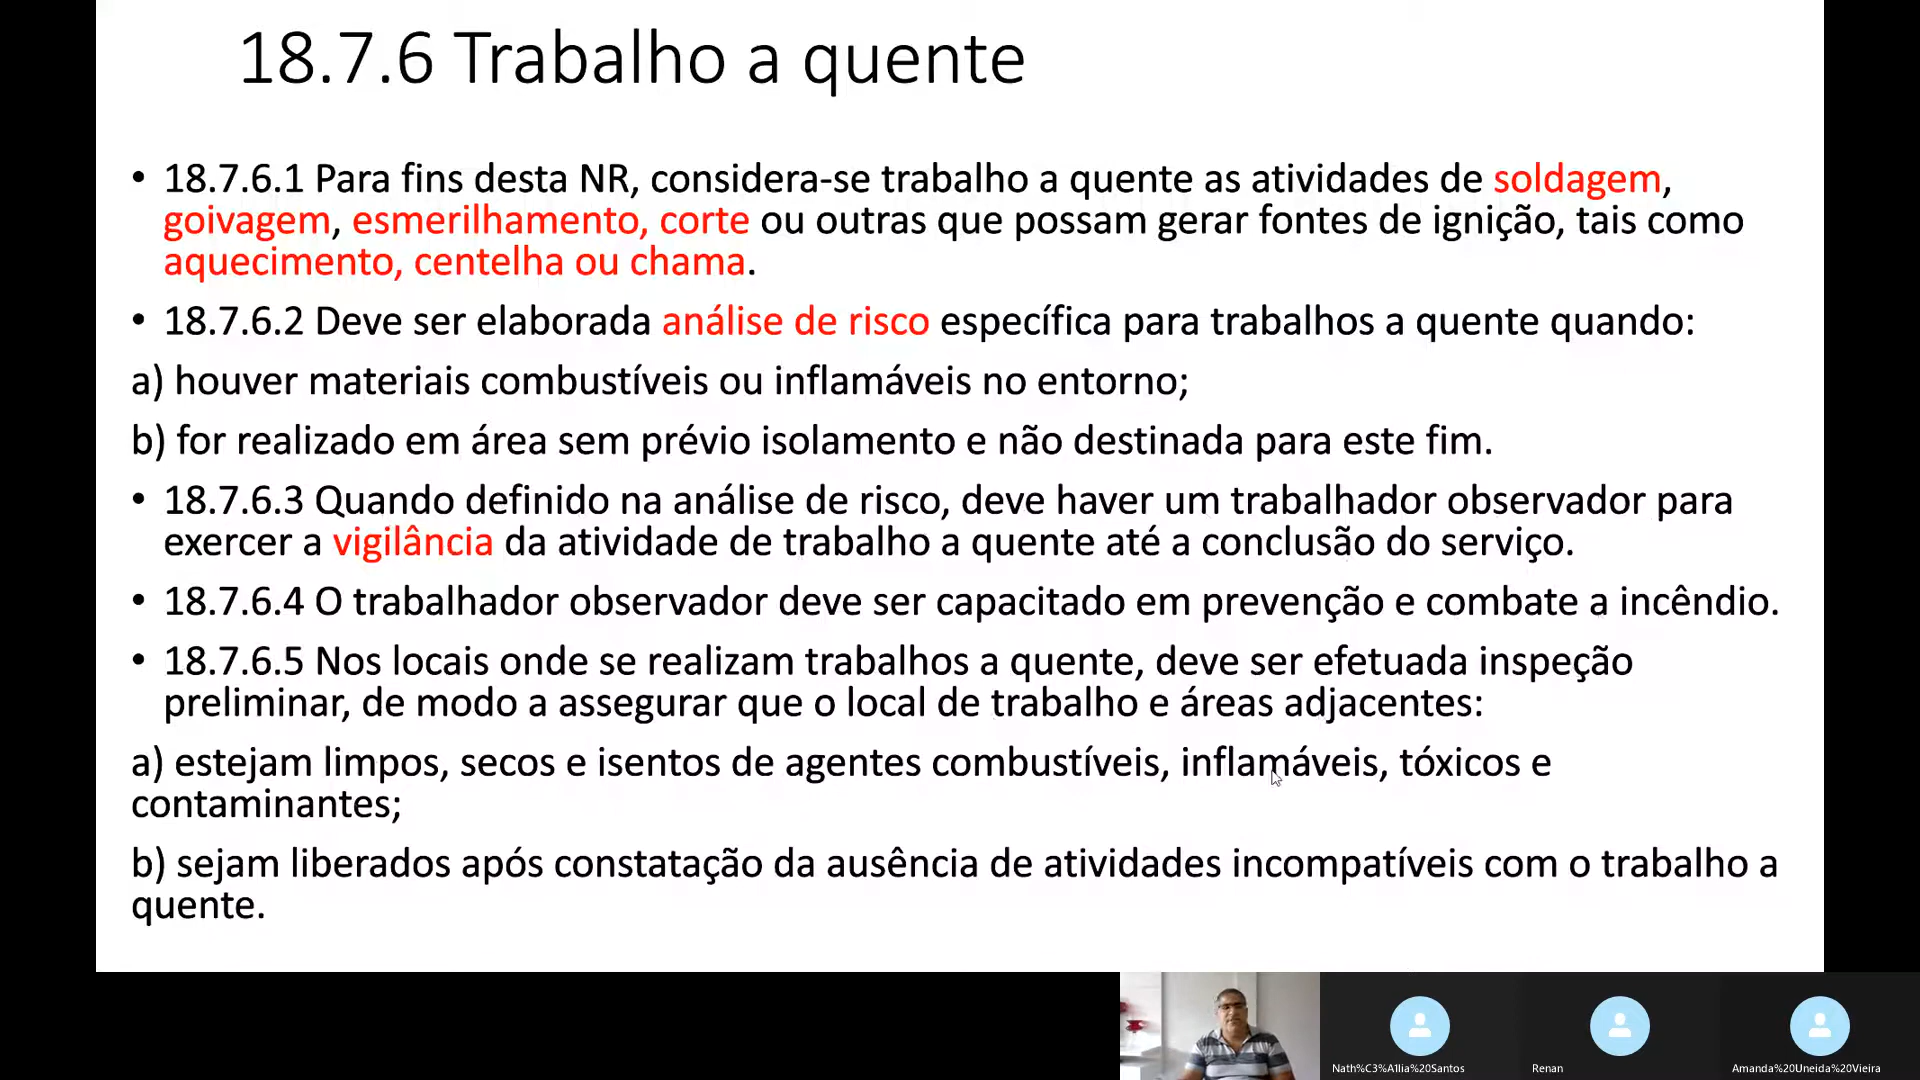 18.7.6 Trabalho a quente
• 18.7.6.1 Para fins desta NR, considera-se trabalho a quente as atividades de soldagem,
goivagem, esmerilhamento, corte ou outras que possam gerar fontes de ignição, tais como
aquecimento, centelha ou chama.
• 18.7.6.2 Deve ser elaborada análise de risco específica para trabalhos a quente quando:
a) houver materiais combustíveis ou inflamáveis no entorno;
b) for realizado em área sem prévio isolamento e não destinada para este fim.
• 18.7.6.3 Quando definido na análise de risco, deve haver um trabalhador observador para
exercer a vigilância da atividade de trabalho a quente até a conclusão do serviço.
• 18.7.6.4 O trabalhador observador deve ser capacitado em prevenção e combate a incêndio.
• 18.7.6.5 Nos locais onde se realizam trabalhos a quente, deve ser efetuada inspeção
preliminar, de modo a assegurar que o local de trabalho e áreas adjacentes:
a) estejam limpos, secos e isentos de agentes combustíveis, inflamáveis, tóxicos e
contaminantes;
b) sejam liberados após constatação da ausência de atividades incompatíveis com o trabalho a
quente.
Nath%C3%A1lia%20Santos
Renan
Amanda%20Uneida%20Vieira